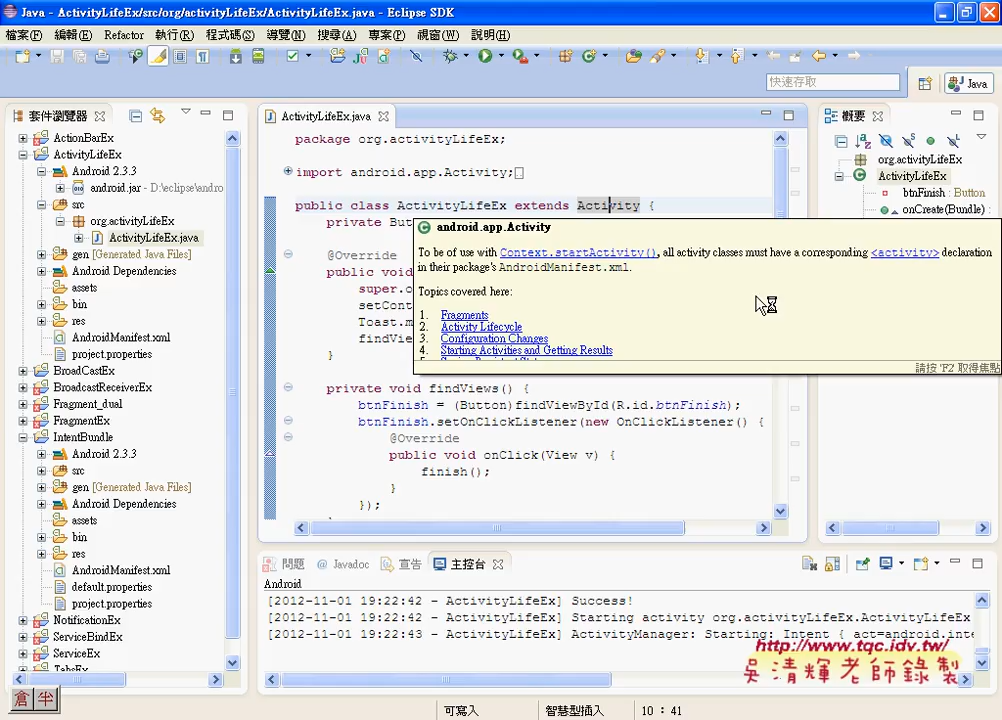 Java - ActivityLifeEx/src/org/activityLifeEx/ActivityLifeEx.java - Eclipse SDK
檔案(F) 編輯(E) Refactor 執行(R) 程式碼(S) 導覽(N) 搜尋(A) 專案(P) 視窗(W) 說明(H)
快速存取
Java
套件瀏覽器
ActionBarEx
ActivityLifeEx
Android 2.3.3
android.jar - D:\eclipse\andro
src
org.activityLifeEx
ActivityLifeEx.java
gen [Generated Java Files]
Android Dependencies
assets
bin
res
AndroidManifest.xml
project.properties
BroadCastEx
BroadcastReceiverEx
Fragment_dual
FragmentEx
IntentBundle
Android 2.3.3
src
gen [Generated Java Files]
Android Dependencies
assets
bin
res
AndroidManifest.xml
default.properties
project.properties
NotificationEx
ServiceBindEx
ServiceEx
TabsEx
ActivityLifeEx.java
package org.activityLifeEx;
import android.app.Activity;
public class ActivityLifeEx extends Activity {
private But
@Override
public void
super.o
setCont
Toast.m
findVie
}
private void findViews() {
btnFinish = (Button)findViewById(R.id.btnFinish);
btnFinish.setOnClickListener(new OnClickListener() {
@Override
public void onClick(View v) {
finish();
}
});
android.app.Activity
To be of use with Context.startActivity(), all activity classes must have a corresponding <activity> declaration
in their package's AndroidManifest.xml.
Topics covered here:
1. Fragments
2. Activity Lifecycle
3. Configuration Changes
4. Starting Activities and Getting Results
請按 'F2' 取得焦點
概要
org.activityLifeEx
ActivityLifeEx
btnFinish : Button
onCreate(Bundle)
問題 @ Javadoc 宣告 主控台
Android
[2012-11-01 19:22:42 - ActivityLifeEx] Success!
[2012-11-01 19:22:42 - ActivityLifeEx] Starting activity org.activityLifeEx.ActivityLifeEx
[2012-11-01 19:22:43 - ActivityLifeEx] ActivityManager: Starting: Intent { act=android.inte
http://www.tqc.idv.tw/
吳清輝老師錄製
倉 半
可寫入 智慧型插入 10 : 41